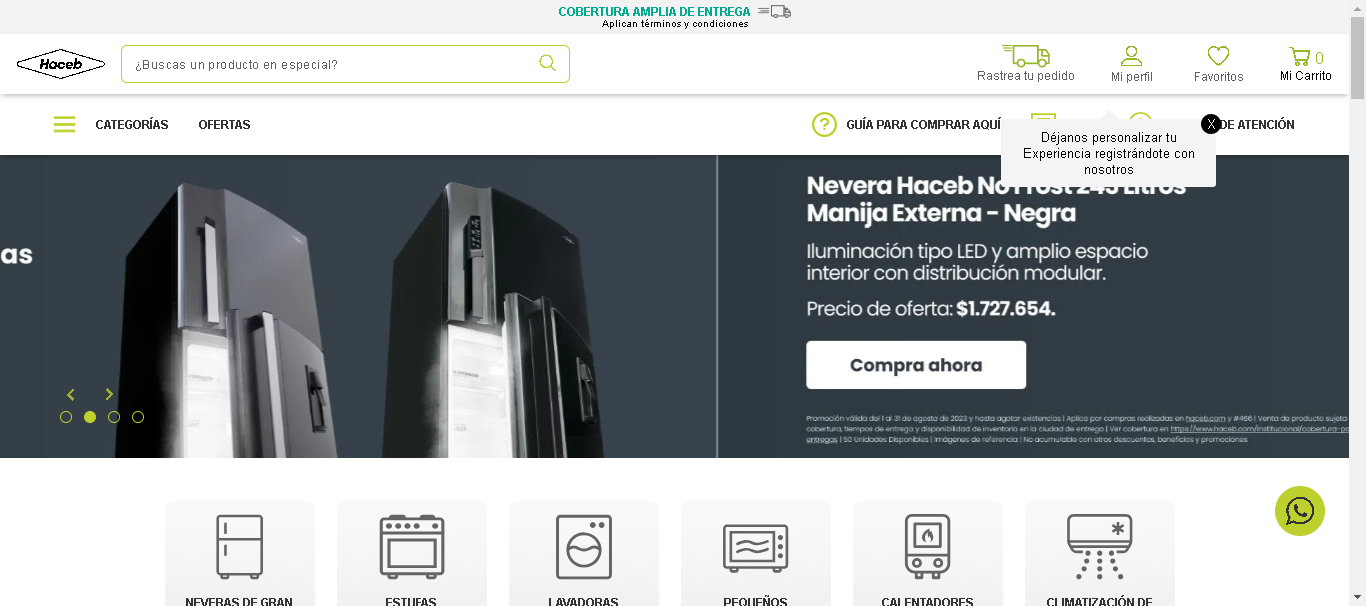 COBERTURA AMPLIA DE ENTREGA
Aplican términos y condiciones
Haceb
¿Buscas un producto en especial?
Rastrea tu pedido
Mi perfil
Favoritos
0
Mi Carrito
CATEGORÍAS
OFERTAS
? GUÍA PARA COMPRAR AQUÍ
X
DE ATENCIÓN
Déjanos personalizar tu
Experiencia registrándote con
nosotros
as
Nevera Haceb No Frost 243 Litros
Manija Externa - Negra
Iluminación tipo LED y amplio espacio
interior con distribución modular.
Precio de oferta: $1.727.654.
Compra ahora
Promoción válida del 1 al 31 de agosto de 2023 y hasta agotar existencias | Aplica por compras realizadas en haceb.com y #466 | Venta de producto sujeto
cobertura, tiempos de entrega y disponibilidad de inventario en la ciudad de entrega | Ver cobertura en https://www.haceb.com/institucional/cobertura-po
entregas | 50 Unidades Disponibles | Imágenes de referencia | No acumulable con otros descuentos, beneficios y promociones
NEVERAS DE GRAN
ESTUFAS
LAVADORAS
PEQUEÑOS
CALENTADORES
CLIMATIZACIÓN DE